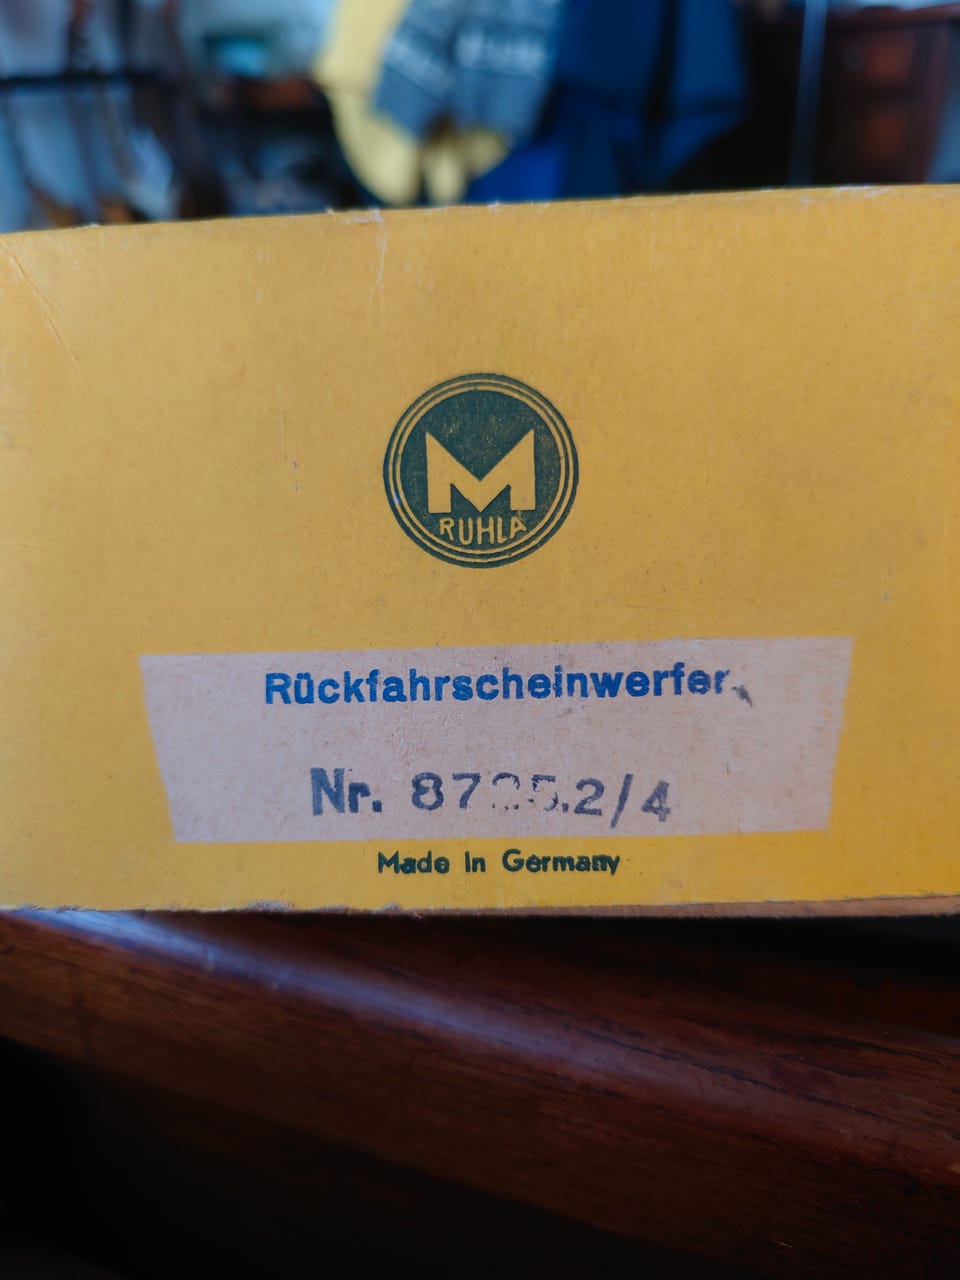 M
RUHLA
Rückfahrscheinwerfer
Nr.
Made in Germany